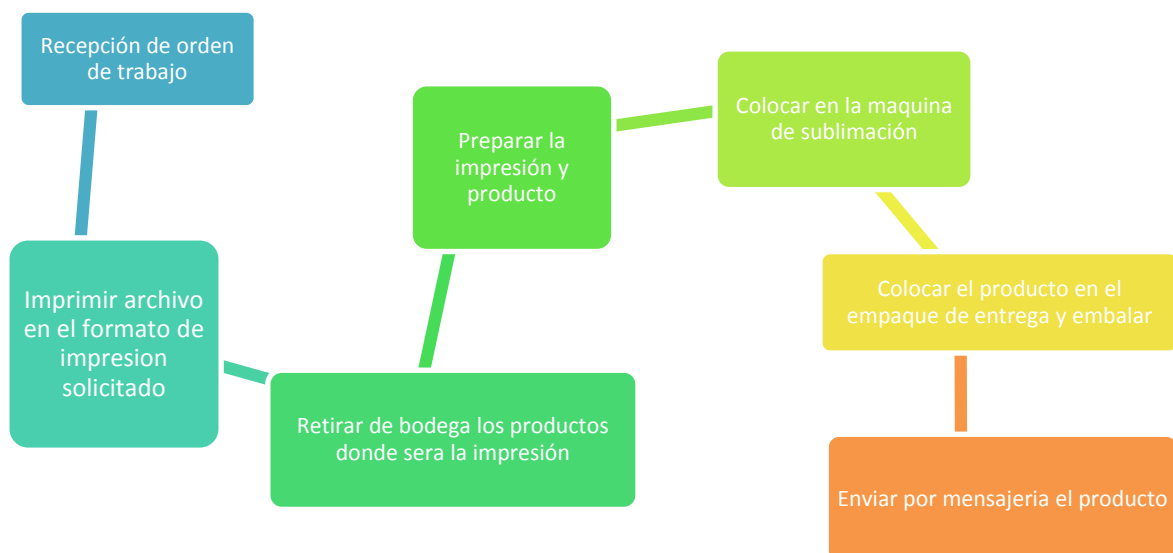 Recepción de orden
de trabajo
Imprimir archivo
en el formato de
impresion
solicitado
Retirar de bodega los productos
donde sera la impresión
Preparar la
impresión y
producto
Colocar en la maquina
de sublimación
Colocar el producto en el
empaque de entrega y embalar
Enviar por mensajeria el producto